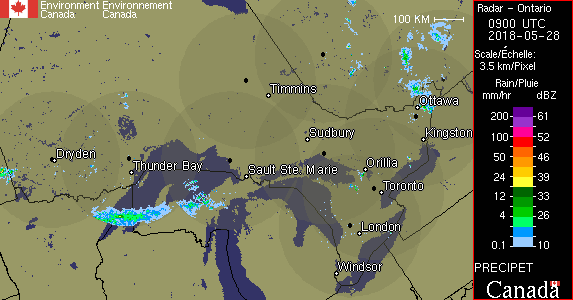 Environment Environnement
Canada Canada
100 KM
Timmins
Ottawa
Sudbury
Kingston
Dryden
Thunder Bay
Sault Ste. Marie
Orillia
Toronto
London
Windsor
Radar - Ontario
0900 UTC
2018-05-28
Scale/Échelle:
3.5 km/Pixel
Rain/Pluie
mm/hr dBZ
200 61
100 52
50 46
24 39
12 33
4 26
0.1 10
PRECIPET
Canada